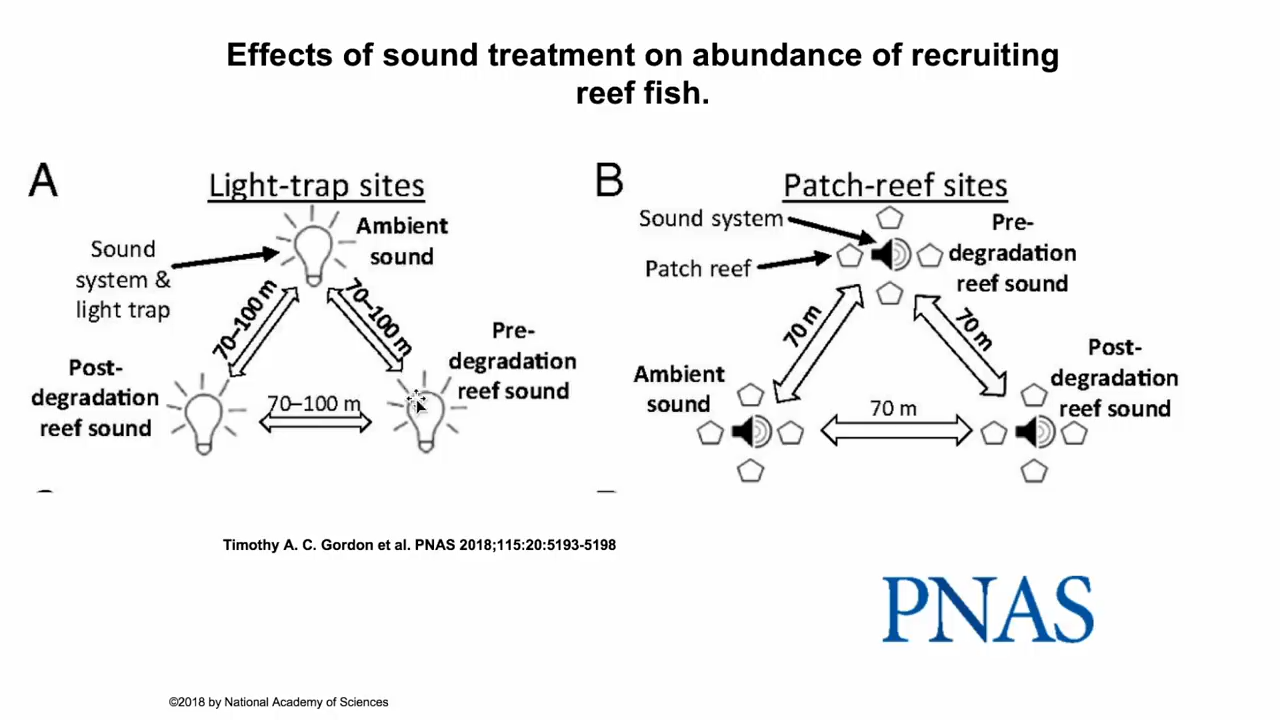 Effects of sound treatment on abundance of recruiting
reef fish.
A
Light-trap sites
Ambient
sound
Sound
system &
light trap
70–100 m
70–100 m
Pre-
degradation
reef sound
Post-
degradation
reef sound
70–100 m
B
Patch-reef sites
Sound system
Patch reef
Pre-
degradation
reef sound
70 m
70 m
Ambient
sound
Post-
degradation
reef sound
70 m
Timothy A. C. Gordon et al. PNAS 2018;115:20:5193-5198
PNAS
©2018 by National Academy of Sciences